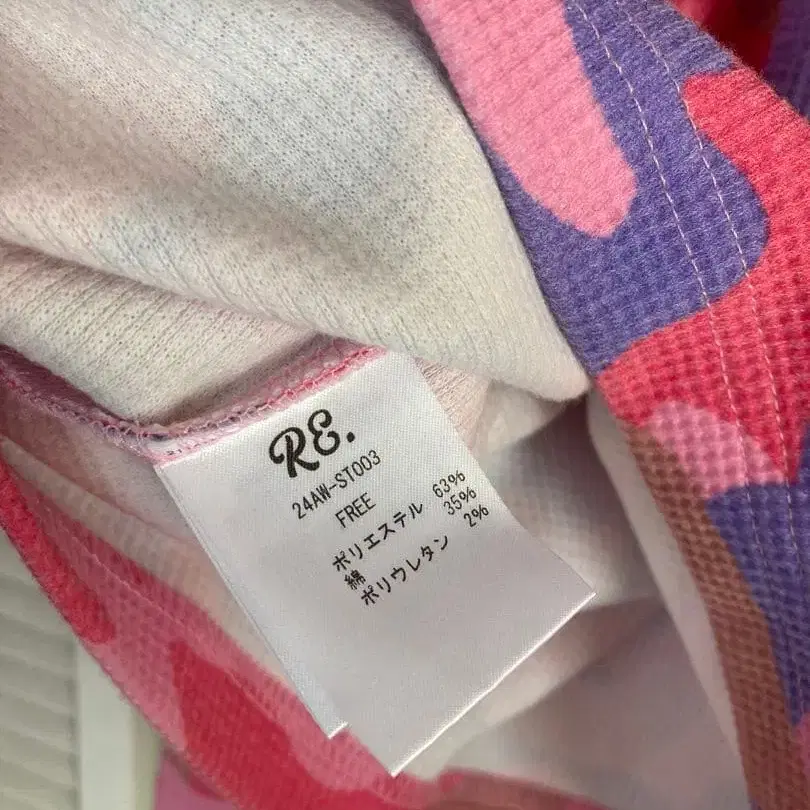 RE.
24AW-ST003
FREE
ポリエステル 63%
綿 35%
ポリウレタン 2%